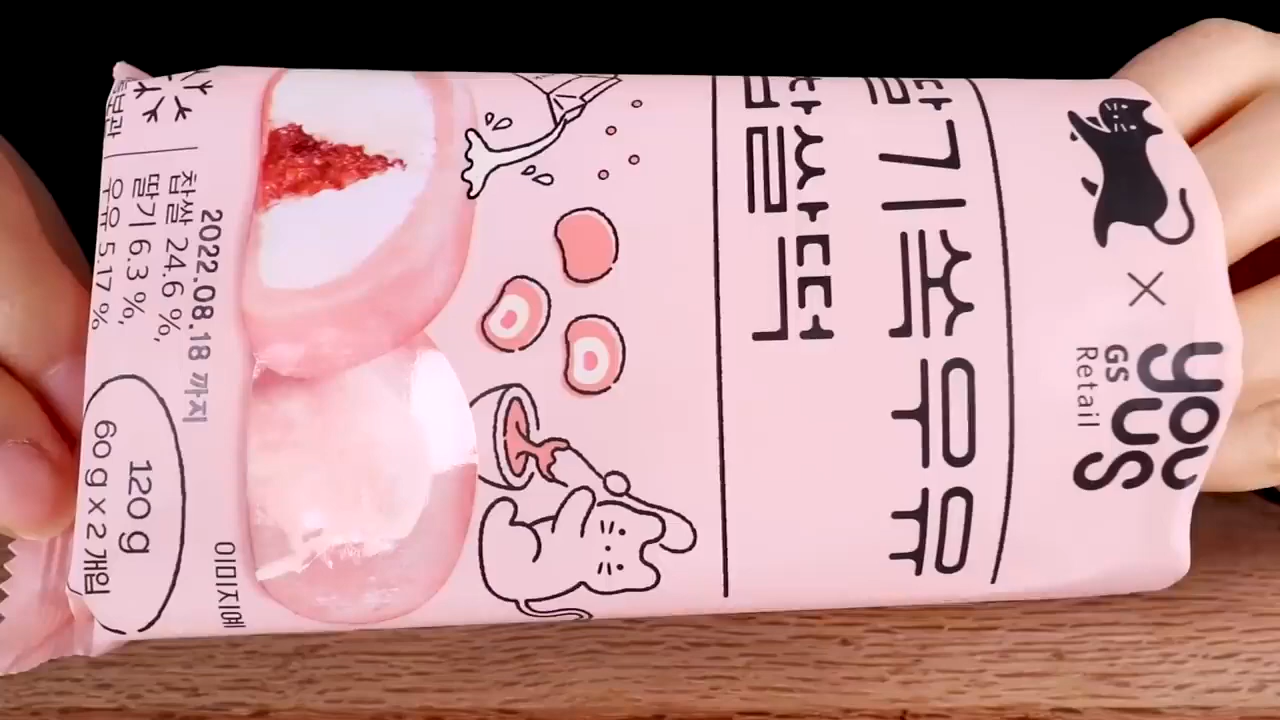 ×
you
us
GS
Retail
딸기쏙우유
찹쌀떡
이미지예
2022.08.18 까지
찹쌀 24.6 %,
딸기 6.3 %,
우유 5.17 %
120 g
60 g x 2 개입